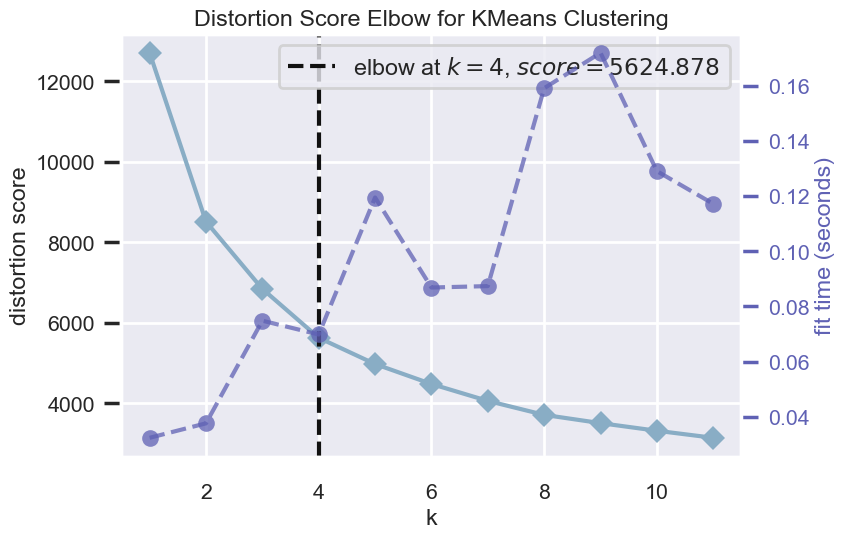 Distortion Score Elbow for KMeans Clustering
elbow at k = 4, score = 5624.878
distortion score
12000
10000
8000
6000
4000
fit time (seconds)
0.16
0.14
0.12
0.10
0.08
0.06
0.04
2 4 6 8 10
k